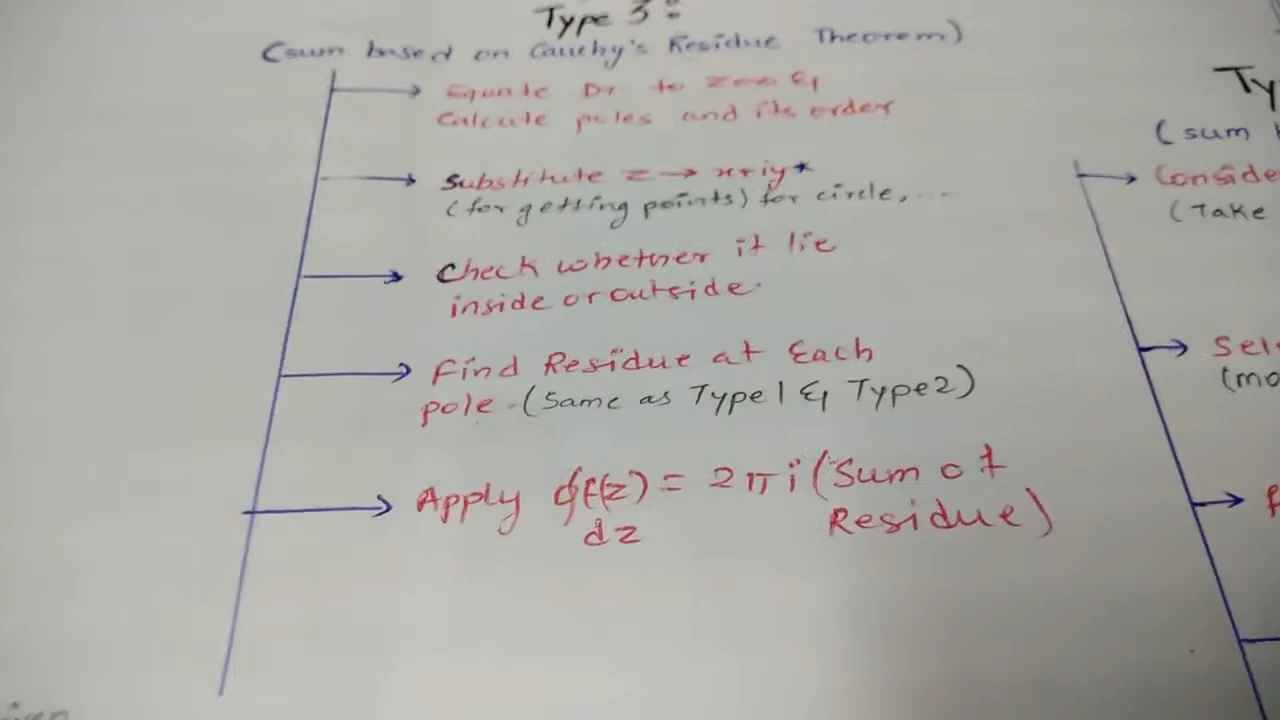 Type 3 :
(sum based on Cauchy's Residue Theorem)
Equate Dr to zero &
Calculate poles and its order
Substitute z → x+iy*
(for getting points) for circle, ...
Check whether it lie
inside or outside.
Find Residue at Each
pole - (Same as Type 1 & Type 2)
Apply ∮f(z) = 2πi (Sum of
dz Residue)
Ty
(sum
Conside
(Take
Sel
(mo